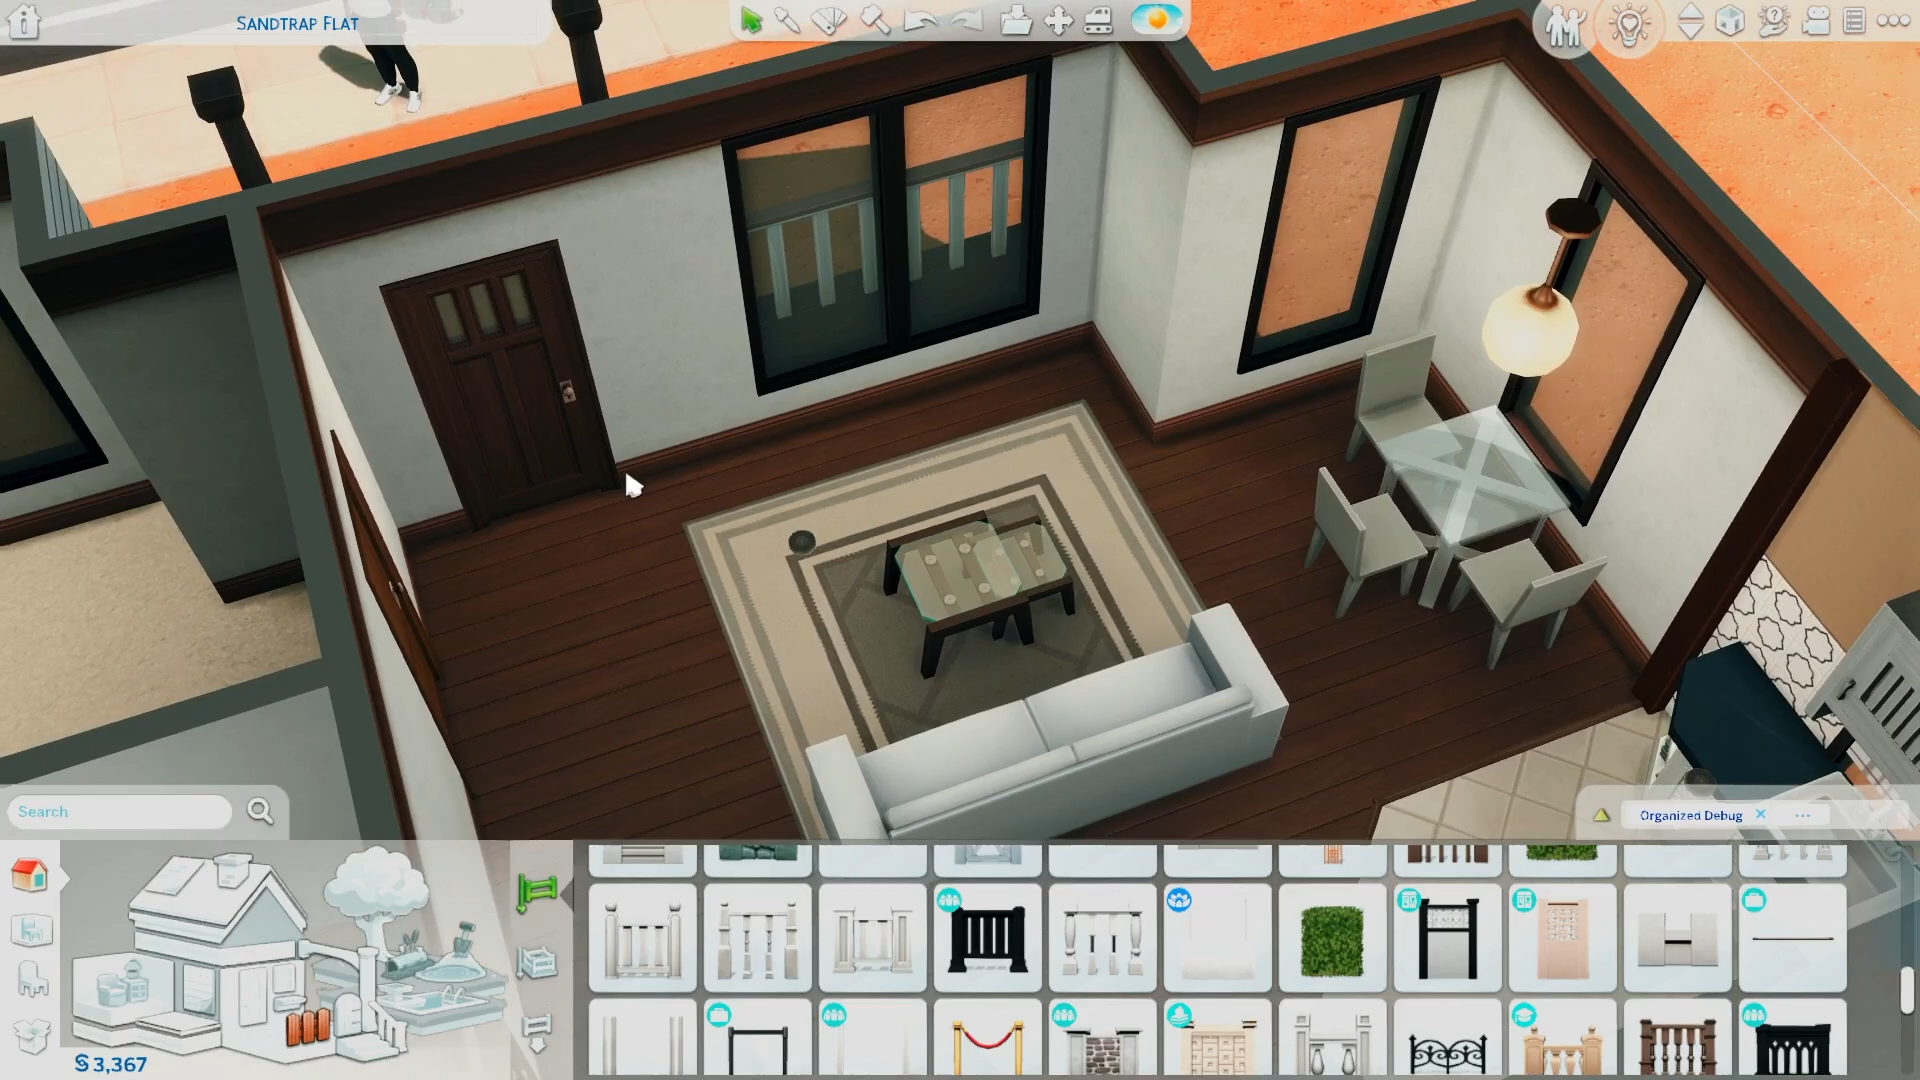 SANDTRAP FLAT
Search
Organized Debug
...
§3,367